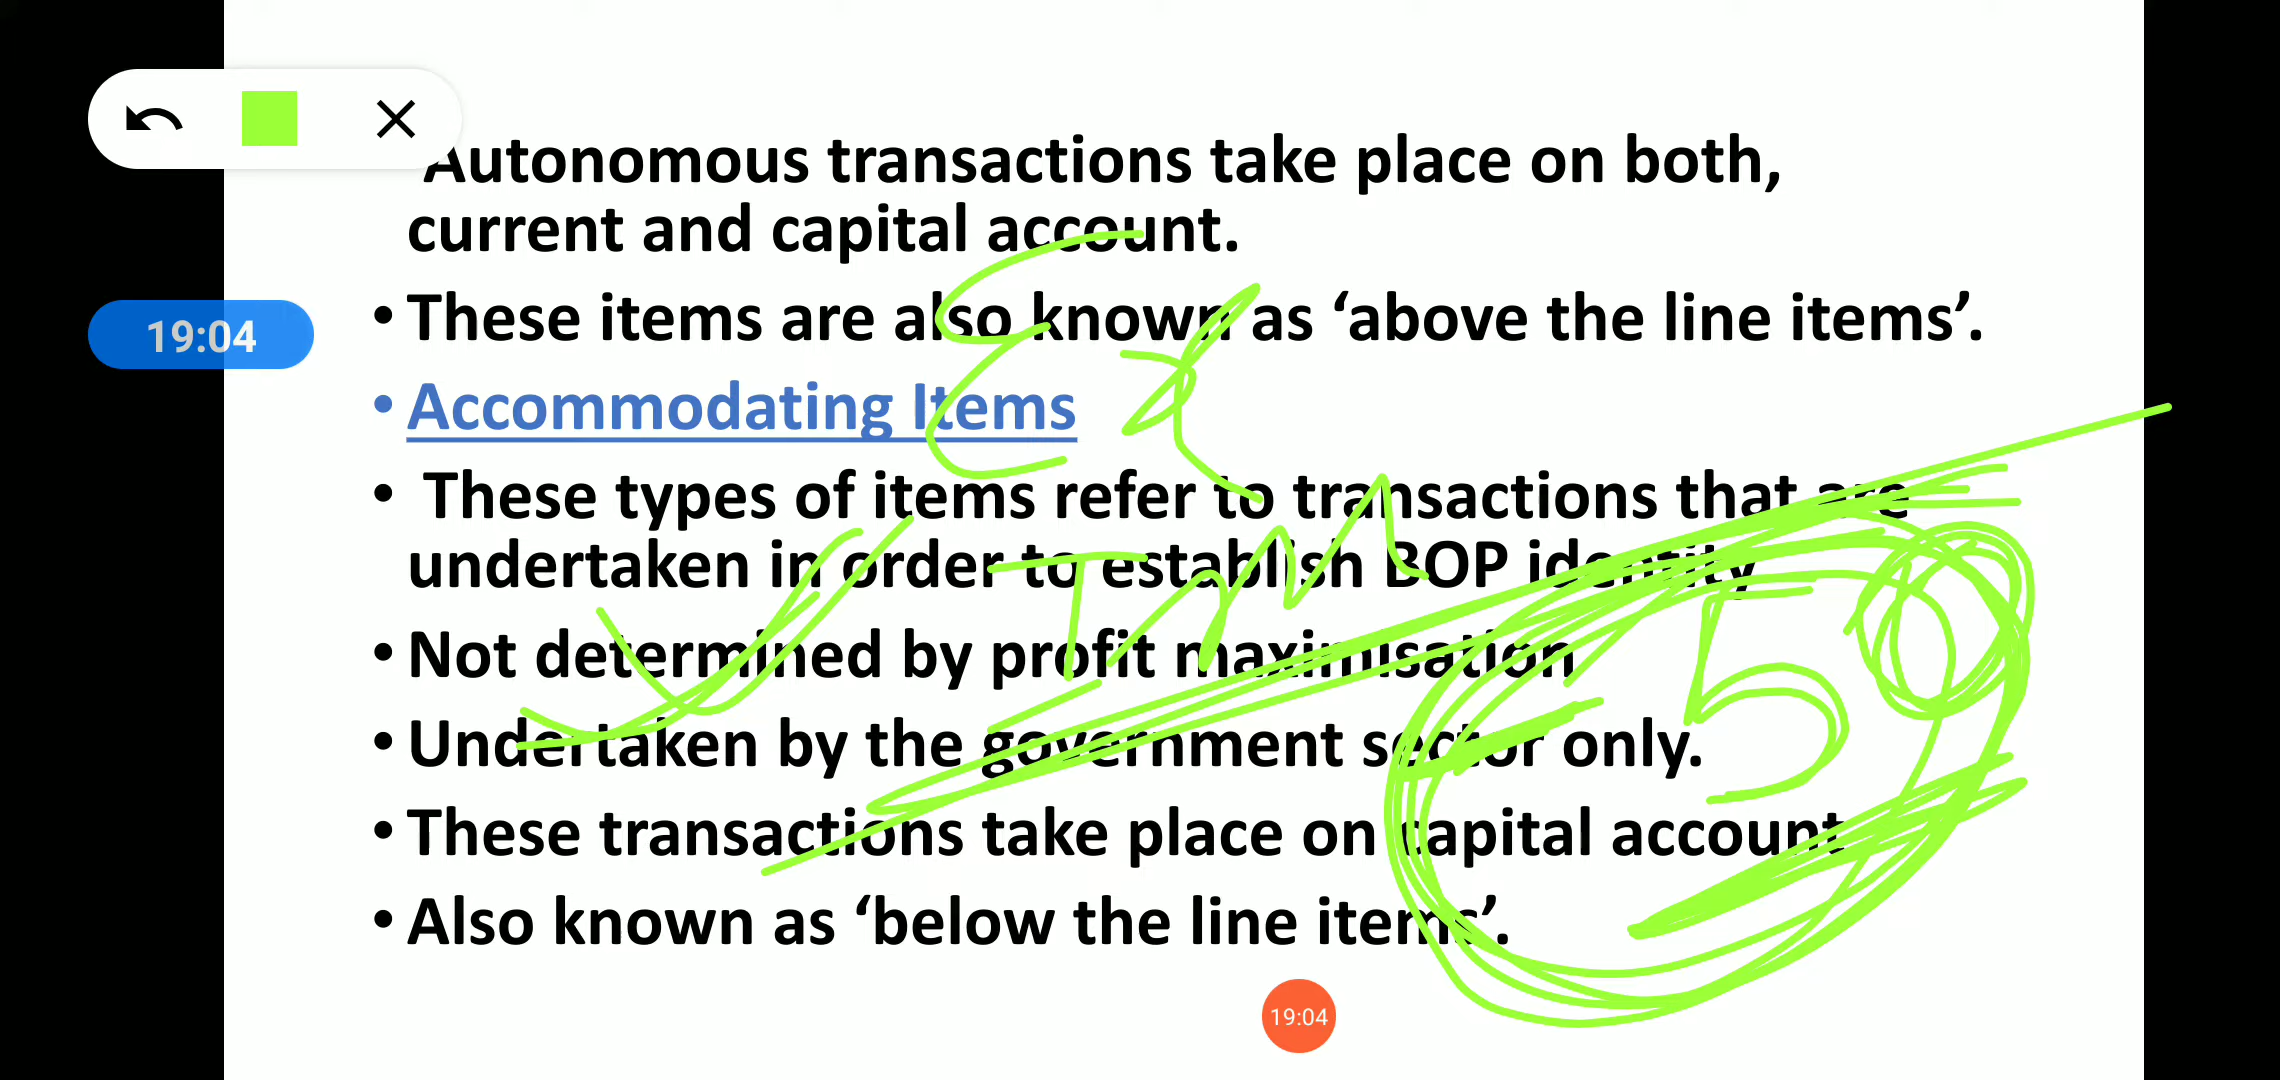 Autonomous transactions take place on both,
current and capital account.
• These items are also known as ‘above the line items’.
19:04
• Accommodating Items
• These types of items refer to transactions that are
undertaken in order to establish BOP identity
• Not determined by profit maximisation
• Undertaken by the government sector only.
• These transactions take place on capital account
• Also known as ‘below the line items’.
19:04
Ex
Im
-50